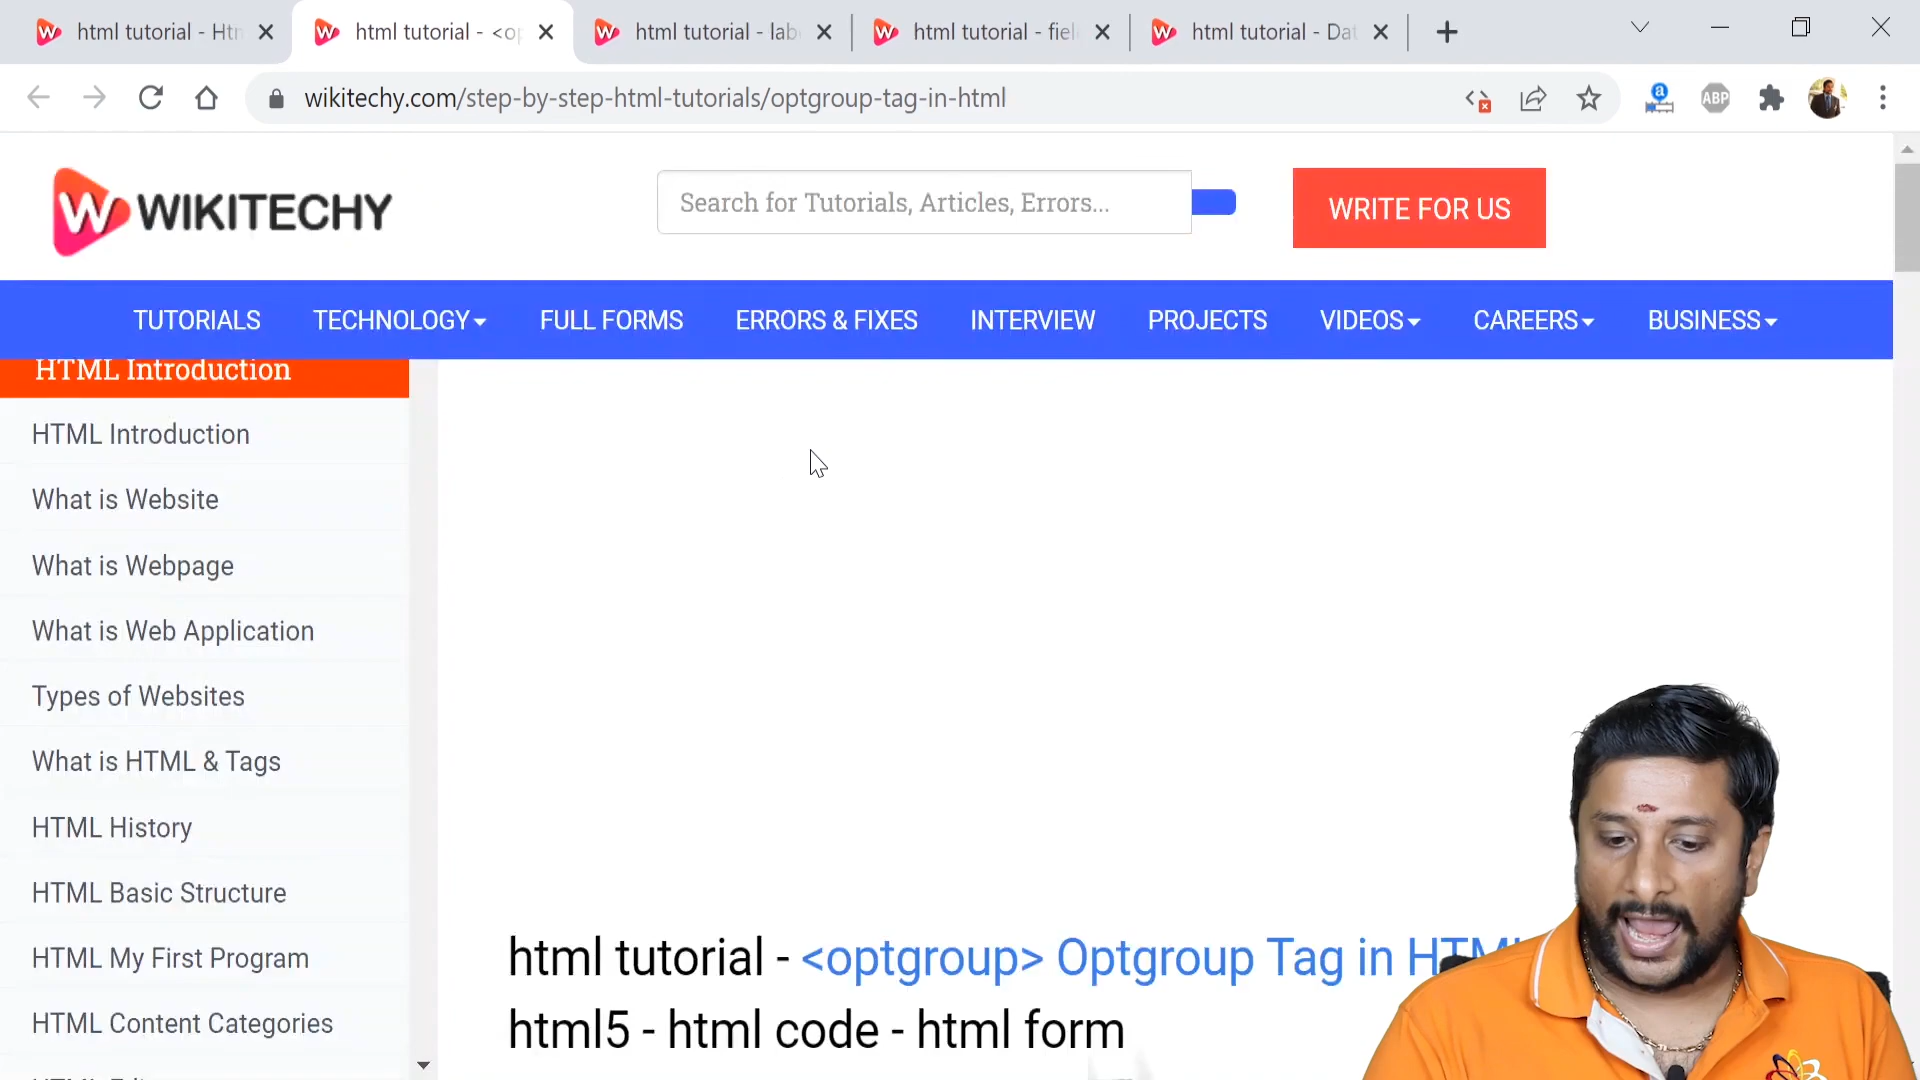 html tutorial - Htm
html tutorial - <op
html tutorial - lab
html tutorial - fiel
html tutorial - Dat
wikitechy.com/step-by-step-html-tutorials/optgroup-tag-in-html
a
ABP
W WIKITECHY
Search for Tutorials, Articles, Errors...
WRITE FOR US
TUTORIALS TECHNOLOGY FULL FORMS ERRORS & FIXES INTERVIEW PROJECTS VIDEOS CAREERS BUSINESS
HTML Introduction
HTML Introduction
What is Website
What is Webpage
What is Web Application
Types of Websites
What is HTML & Tags
HTML History
HTML Basic Structure
HTML My First Program
HTML Content Categories
html tutorial - <optgroup> Optgroup Tag in HTML
html5 - html code - html form